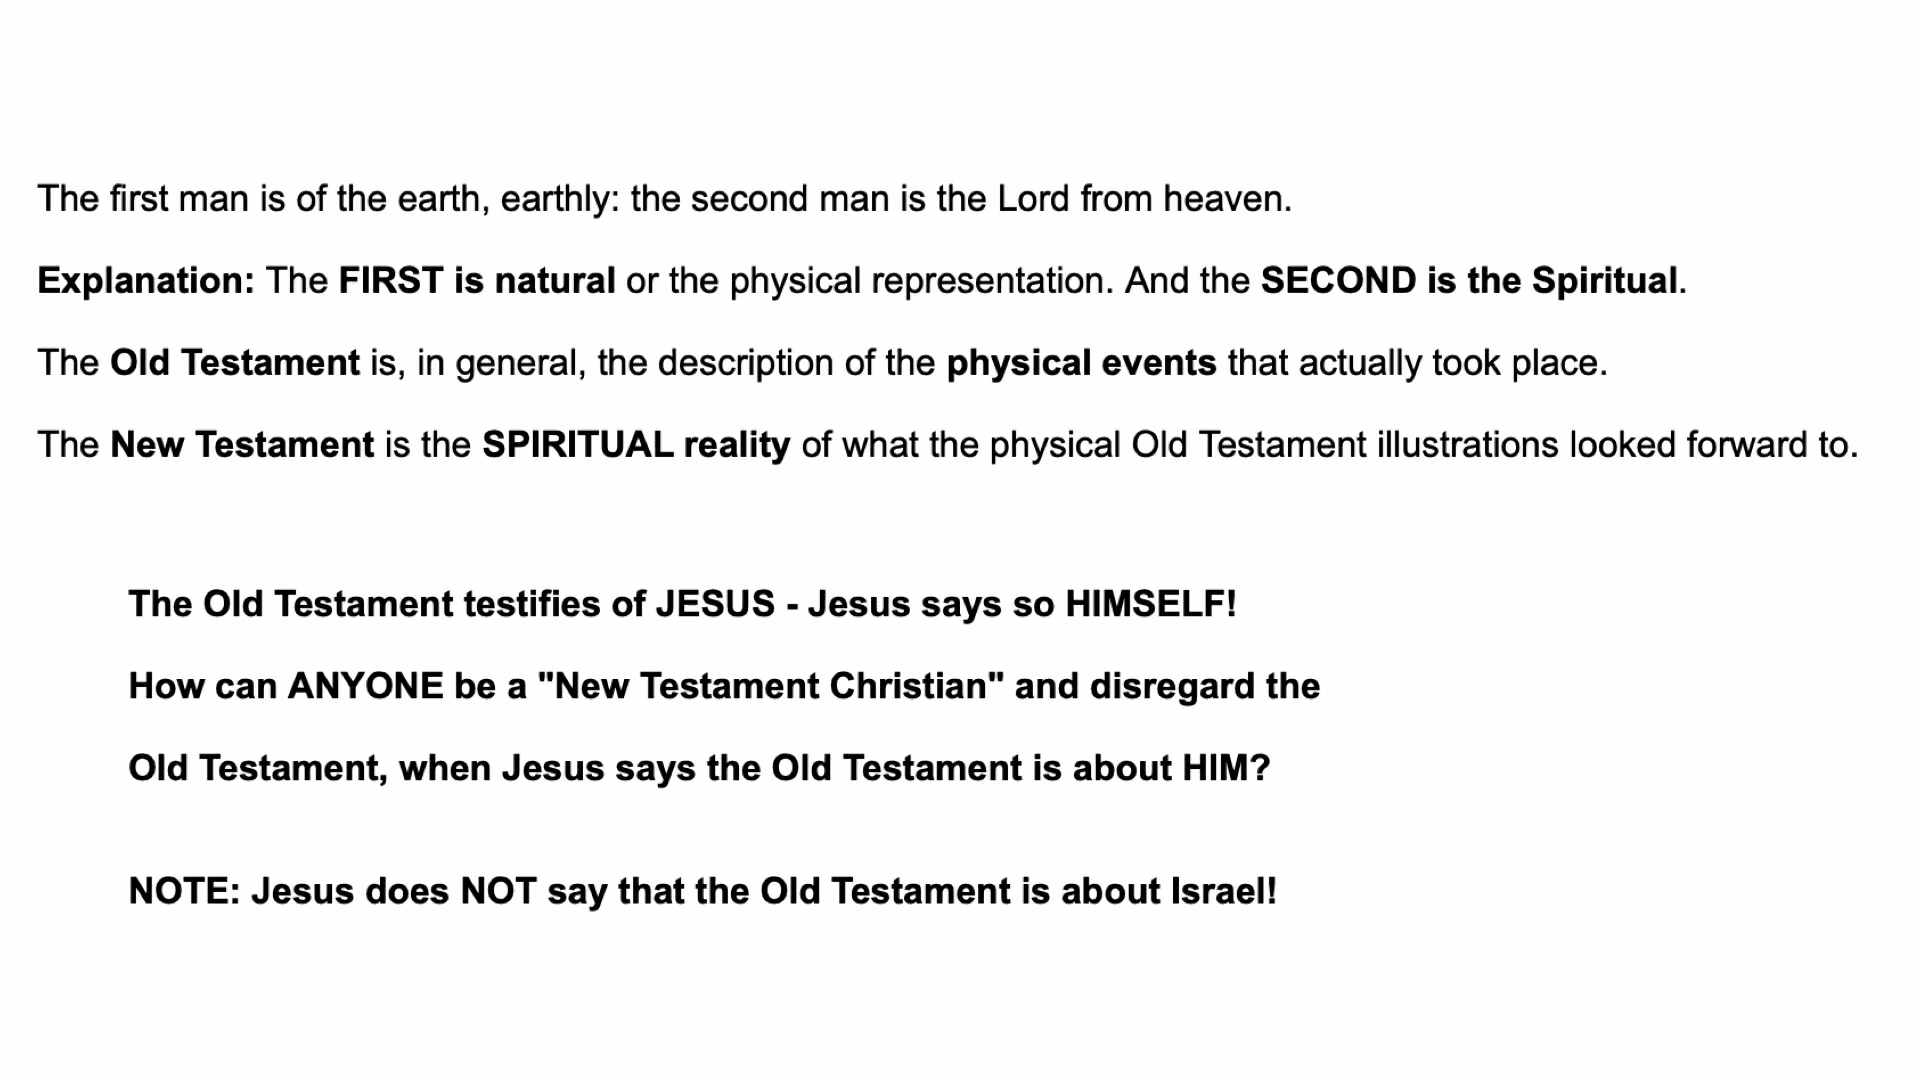 The first man is of the earth, earthly: the second man is the Lord from heaven.
Explanation: The FIRST is natural or the physical representation. And the SECOND is the Spiritual.
The Old Testament is, in general, the description of the physical events that actually took place.
The New Testament is the SPIRITUAL reality of what the physical Old Testament illustrations looked forward to.
The Old Testament testifies of JESUS - Jesus says so HIMSELF!
How can ANYONE be a "New Testament Christian" and disregard the
Old Testament, when Jesus says the Old Testament is about HIM?
NOTE: Jesus does NOT say that the Old Testament is about Israel!